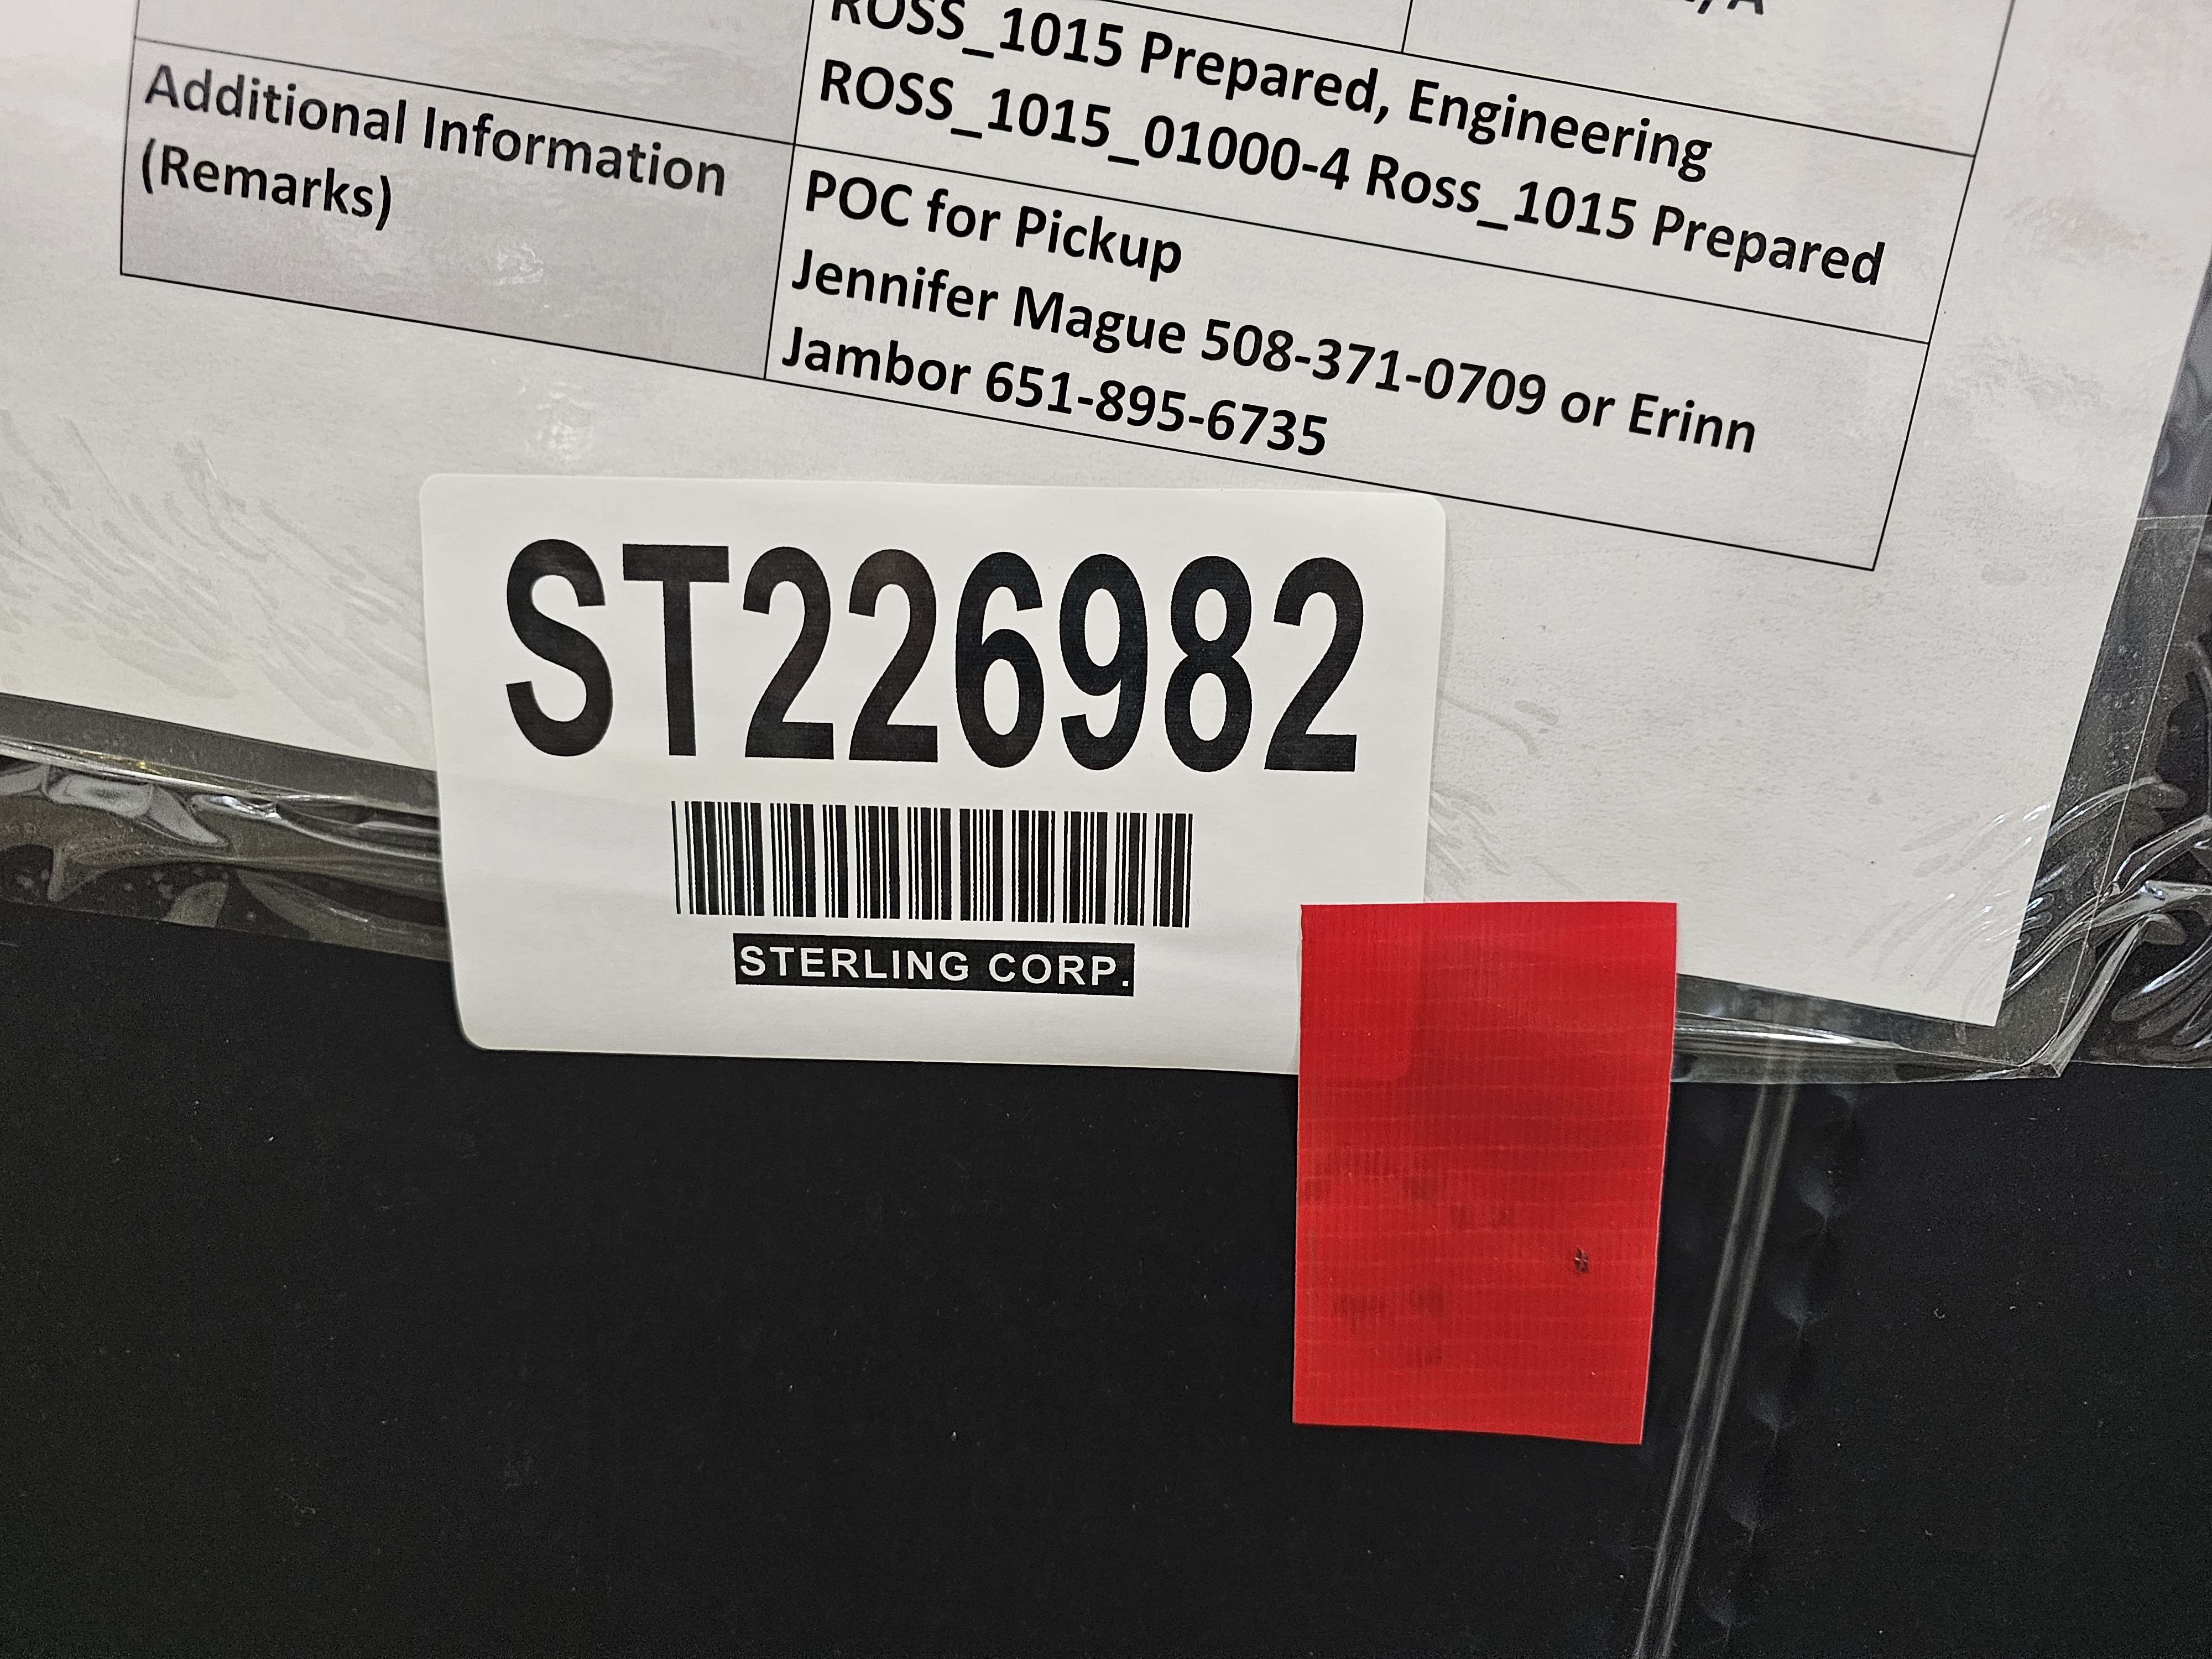 ROSS_1015 Prepared, Engineering
ROSS_1015_01000-4 Ross_1015 Prepared
Additional Information
(Remarks)
POC for Pickup
Jennifer Mague 508-371-0709 or Erinn
Jambor 651-895-6735
ST226982
STERLING CORP.